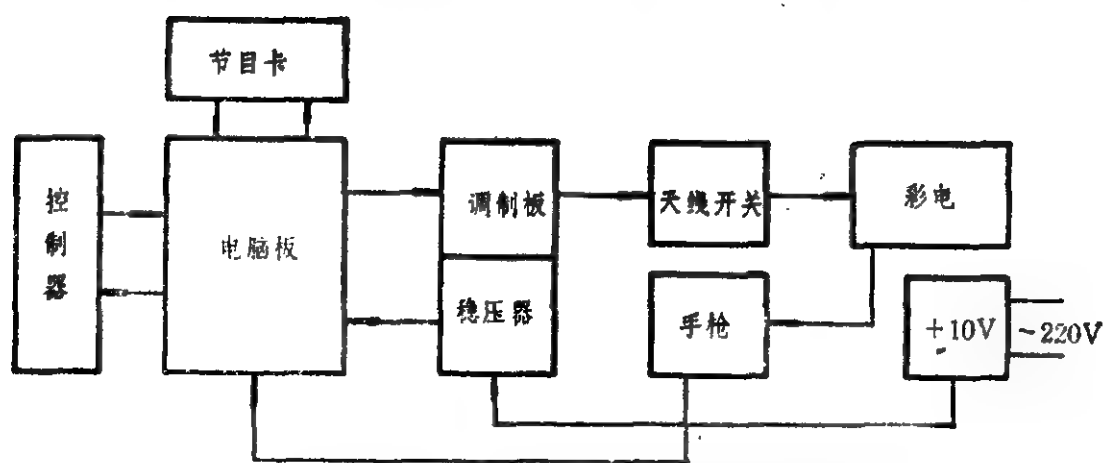 节目卡
控制器
电脑板
调制板
天线开关
彩电
稳压器
手枪
+10V
~220V